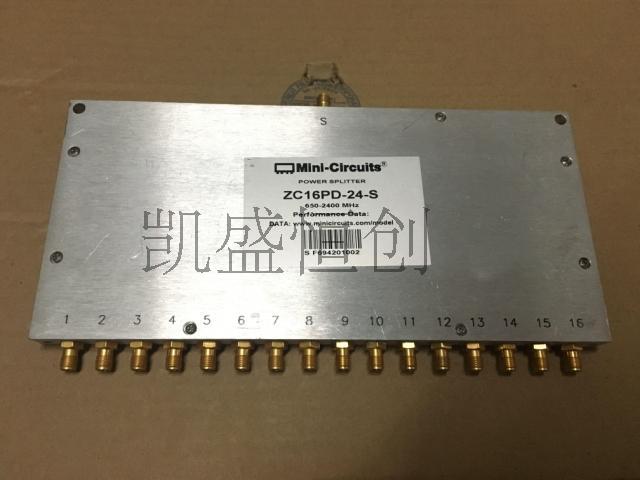 S
Mini-Circuits®
POWER SPLITTER
ZC16PD-24-S
650-2400 MHz
Performance Data:
DATA: www.minicircuits.com/model
S F694201002
凯盛恒创
1 2 3 4 5 6 7 8 9 10 11 12 13 14 15 16